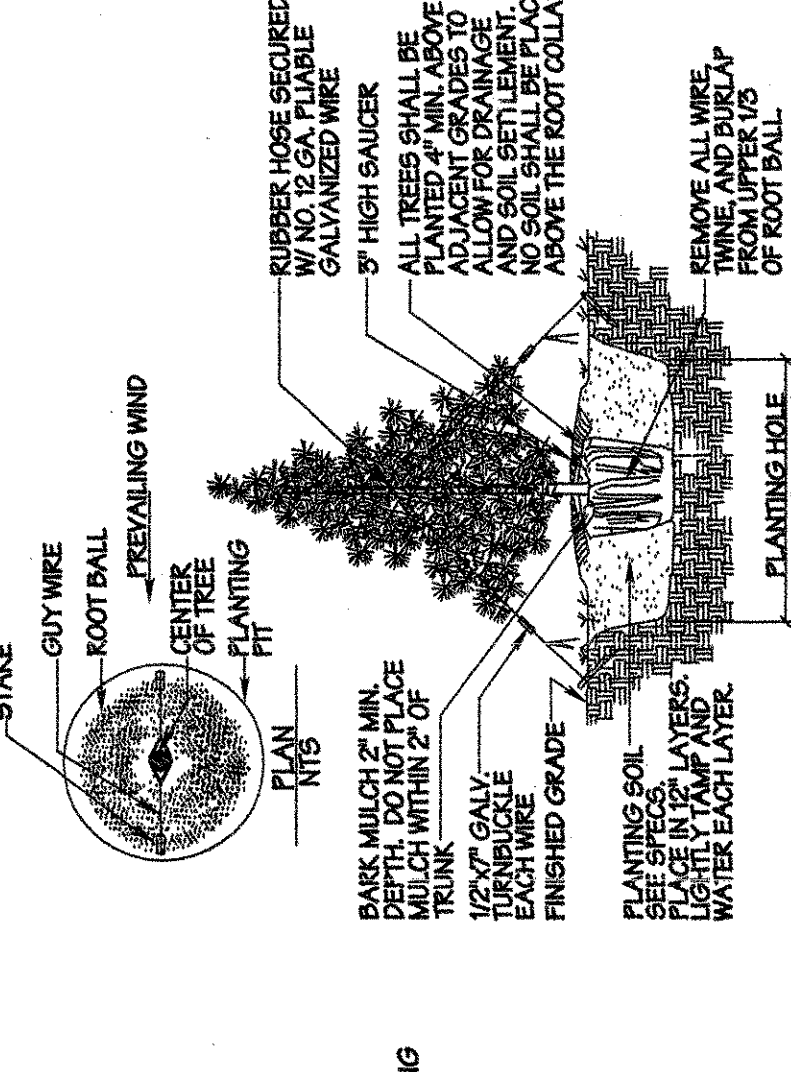 STAKE
GUY WIRE
ROOT BALL
PREVAILING WIND
CENTER
OF TREE
PLANTING
PIT
PLAN
NTS
RUBBER HOSE SECURED
W/ NO. 12 GA. PLIABLE
GALVANIZED WIRE
3" HIGH SAUCER
ALL TREES SHALL BE
PLANTED 4" MIN. ABOVE
ADJACENT GRADES TO
ALLOW FOR DRAINAGE
AND SOIL SETTLEMENT.
NO SOIL SHALL BE PLAC
ABOVE THE ROOT COLLA
REMOVE ALL WIRE,
TWINE, AND BURLAP
FROM UPPER 1/3
OF ROOT BALL.
BARK MULCH 2" MIN.
DEPTH. DO NOT PLACE
MULCH WITHIN 2" OF
TRUNK
1/2"x7" GALV.
TURNBUCKLE
EACH WIRE
FINISHED GRADE
PLANTING SOIL
SEE SPECS.
PLACE IN 12" LAYERS.
LIGHTLY TAMP AND
WATER EACH LAYER.
PLANTING HOLE
IG